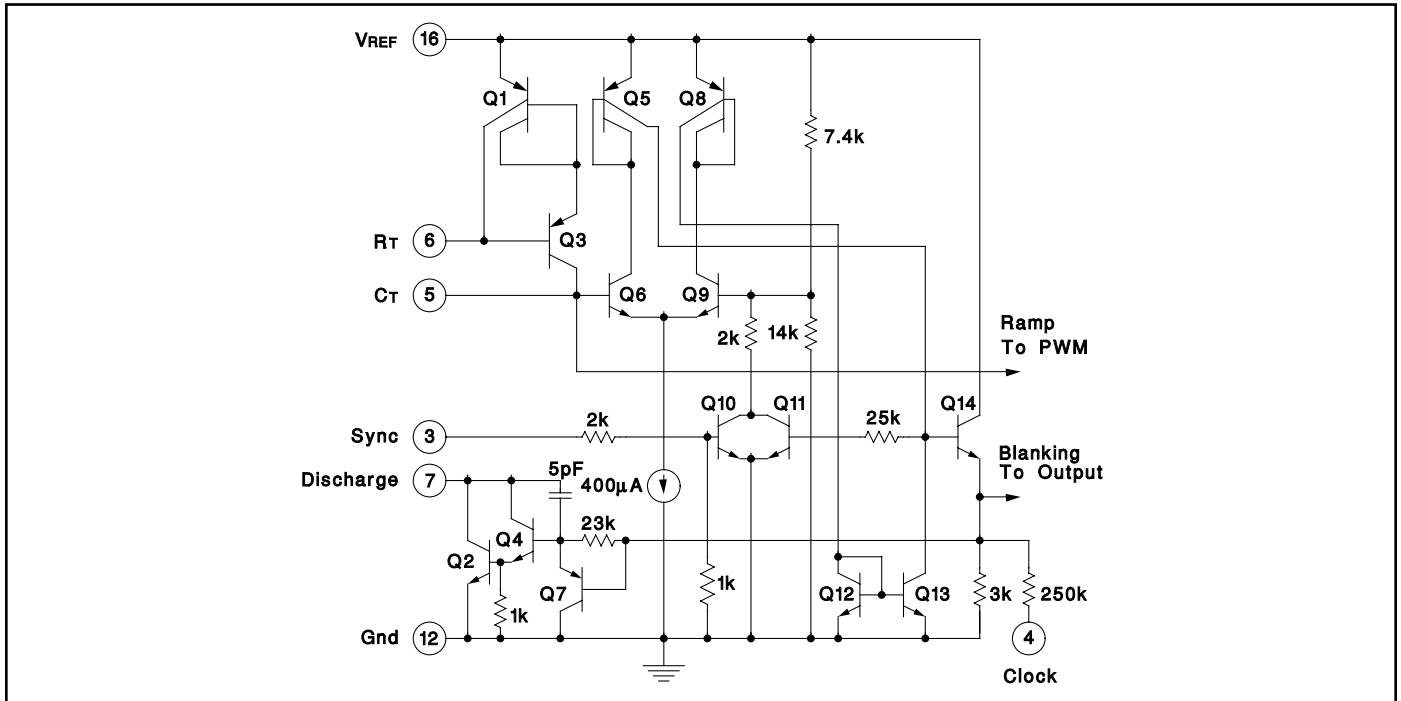 VREF 16
Q1 Q5 Q8
7.4k
RT 6 Q3
CT 5 Q6 Q9
2k 14k
Ramp
To PWM
Q10 Q11 Q14
2k 25k
Sync 3
Blanking
To Output
Discharge 7
5pF 400µA
Q4 23k
Q2
Q7 1k Q12 Q13 3k 250k
1k
Gnd 12 4
Clock